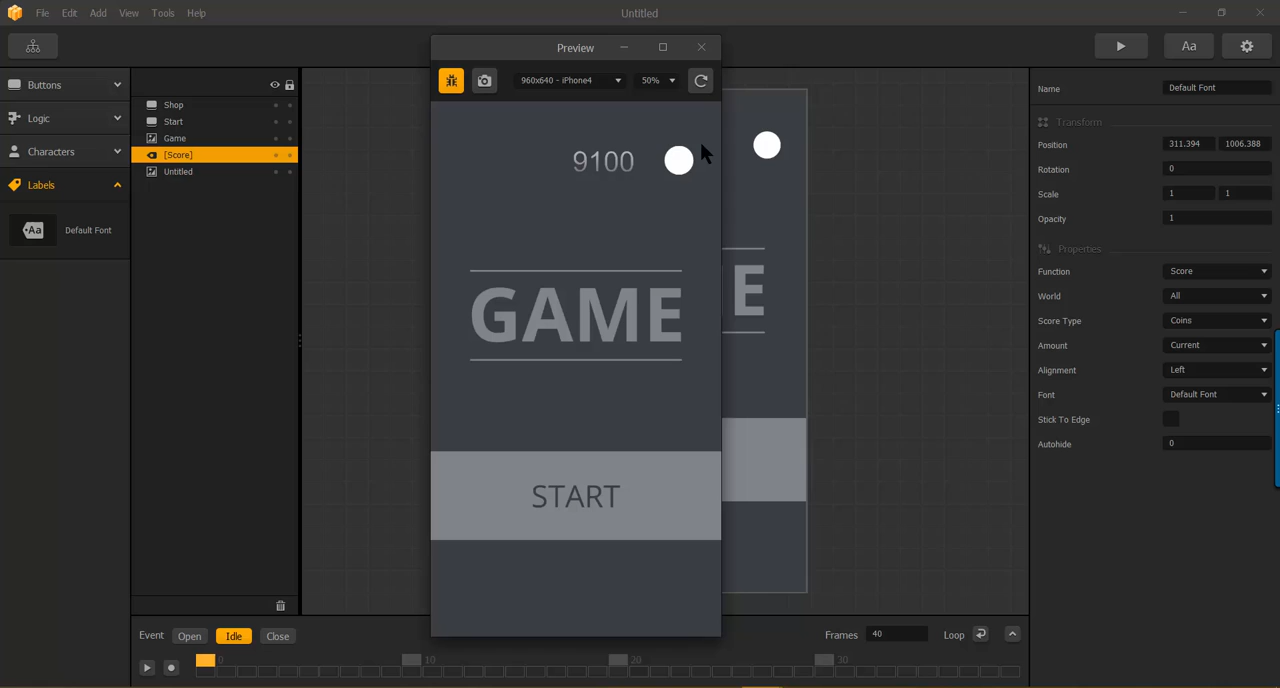 File Edit Add View Tools Help
Untitled
Aa
Preview
960x640 - iPhone4
50%
Buttons
Logic
Characters
Labels
Aa
Default Font
Shop
Start
Game
[Score]
Untitled
9100
GAME
START
ME
Name Default Font
Transform
Position 311.394 1006.388
Rotation 0
Scale 1 1
Opacity 1
Properties
Function Score
World All
Score Type Coins
Amount Current
Alignment Left
Font Default Font
Stick To Edge
Autohide 0
Event Open Idle Close
Frames 40 Loop
0 10 20 30